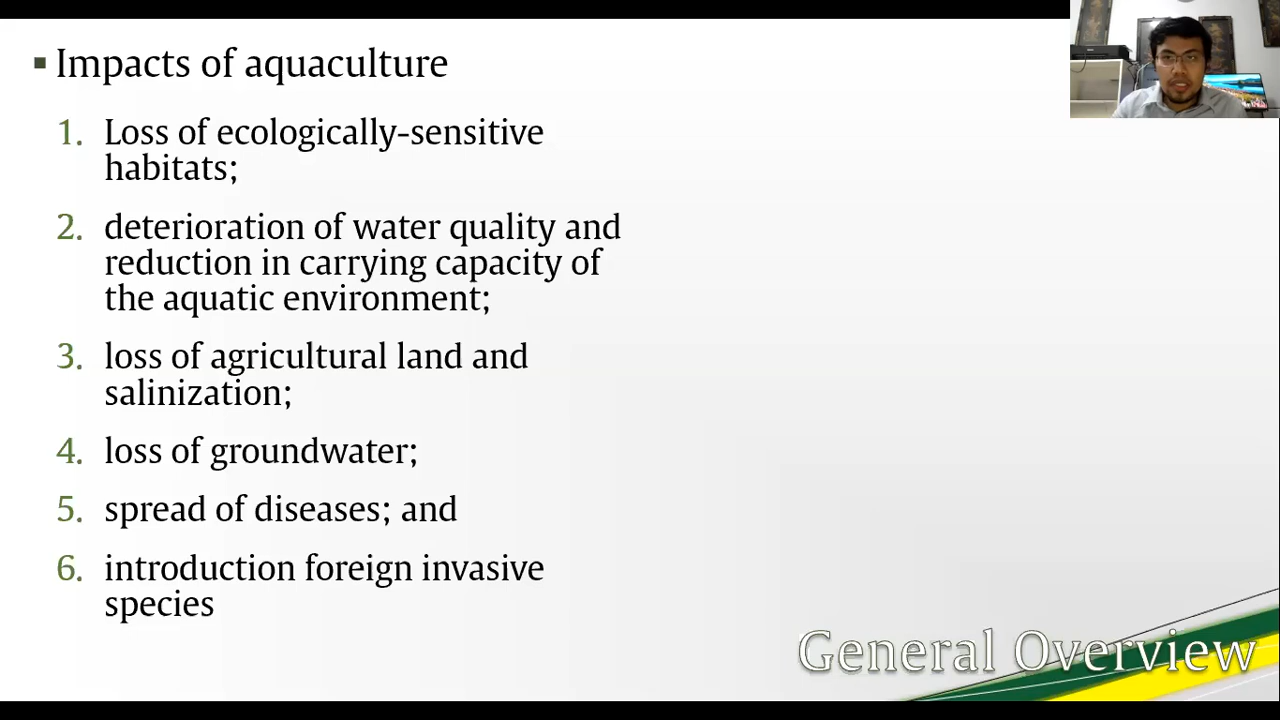 Impacts of aquaculture
1. Loss of ecologically-sensitive
habitats;
2. deterioration of water quality and
reduction in carrying capacity of
the aquatic environment;
3. loss of agricultural land and
salinization;
4. loss of groundwater;
5. spread of diseases; and
6. introduction foreign invasive
species
General Overview